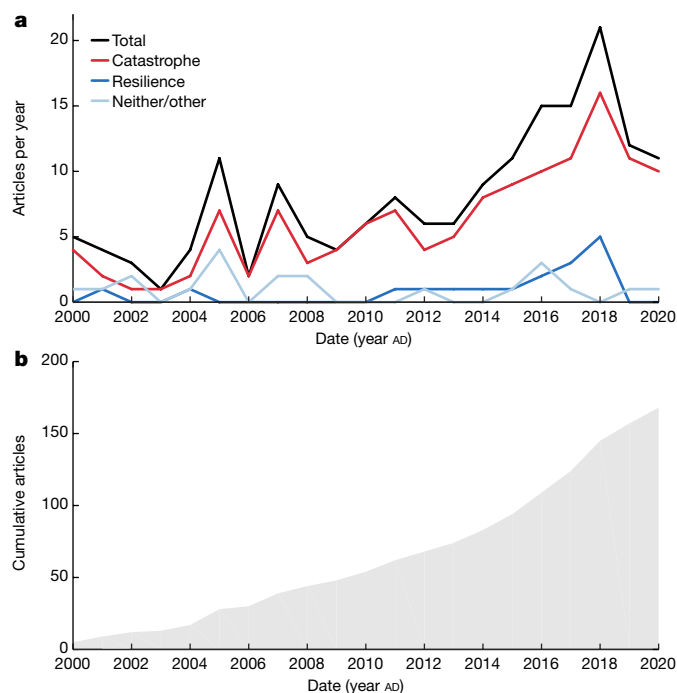 a
20
15
10
5
0
Articles per year
Total
Catastrophe
Resilience
Neither/other
2000 2002 2004 2006 2008 2010 2012 2014 2016 2018 2020
Date (year AD)
b
200
150
100
50
0
Cumulative articles
2000 2002 2004 2006 2008 2010 2012 2014 2016 2018 2020
Date (year AD)